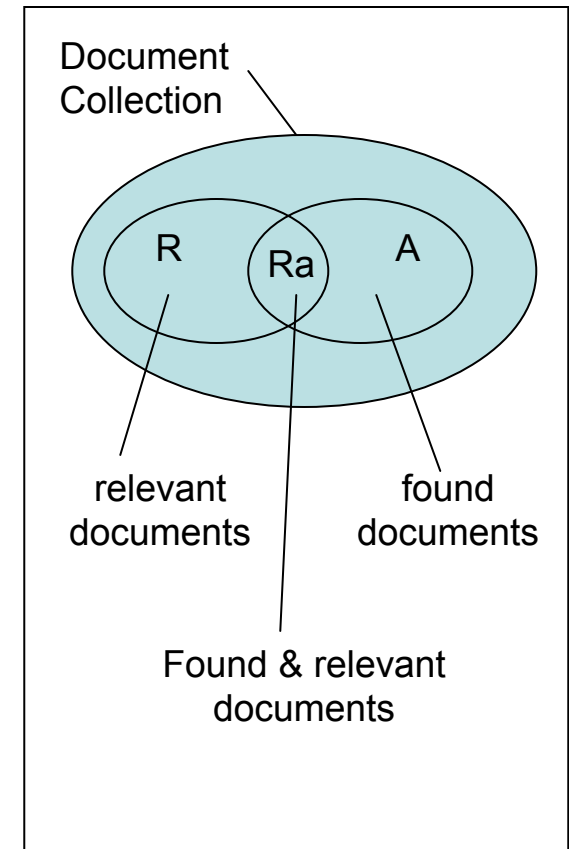 Document
Collection
R
Ra
A
relevant
documents
found
documents
Found & relevant
documents